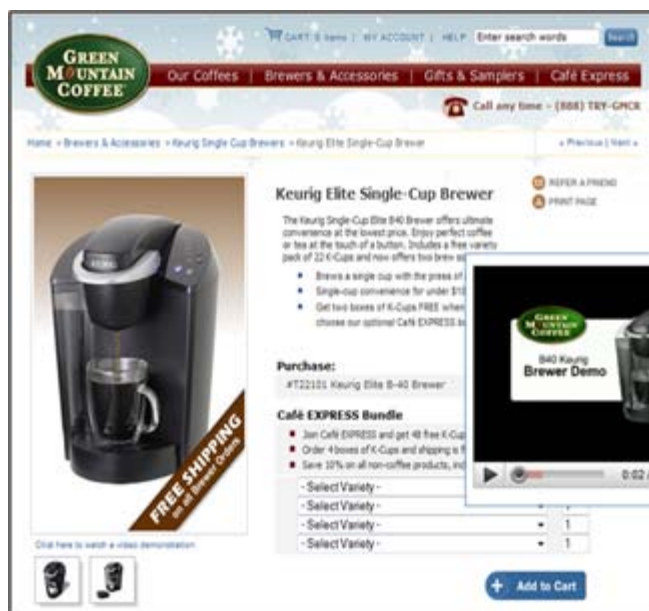 CART: 0 items | MY ACCOUNT | HELP Enter search words Search
GREEN
MOUNTAIN
COFFEE
Our Coffees | Brewers & Accessories | Gifts & Samplers | Café Express
Call any time - (888) TRY-GMCR
Home » Brewers & Accessories » Keurig Single Cup Brewers » Keurig Elite Single-Cup Brewer
« Previous | Next »
REFER A FRIEND
PRINT PAGE
Keurig Elite Single-Cup Brewer
The Keurig Single-Cup Elite B40 Brewer offers ultimate
convenience at the lowest price. Enjoy perfect coffee
or tea at the touch of a button. Includes a free variety
pack of 22 K-Cups and now offers two brew
Brews a single cup with the press of
Single-cup convenience for under
Get two boxes of K-Cups FREE when
choose our optional Café EXPRESS
GREEN
MOUNTAIN
COFFEE
B40 Keurig
Brewer Demo
0:02
Purchase:
#T22101 Keurig Elite B-40 Brewer
Café EXPRESS Bundle
Join Café EXPRESS and get 48 free K-Cup
Order 4 boxes of K-Cups and shipping is
Save 10% on all non-coffee products,
- Select Variety -
- Select Variety - 1
- Select Variety - 1
- Select Variety - 1
FREE SHIPPING
on all Brewer Orders
Click here to watch a video demonstration
+ Add to Cart